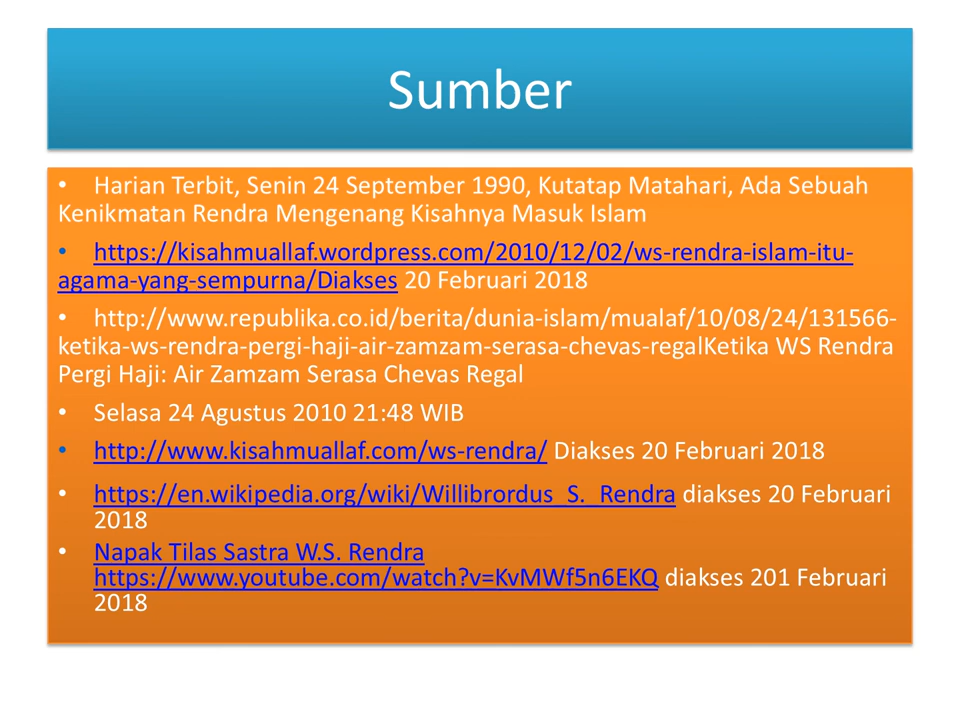 Sumber
• Harian Terbit, Senin 24 September 1990, Kutatap Matahari, Ada Sebuah
Kenikmatan Rendra Mengenang Kisahnya Masuk Islam
• https://kisahmuallaf.wordpress.com/2010/12/02/ws-rendra-islam-itu-
agama-yang-sempurna/Diakses 20 Februari 2018
• http://www.republika.co.id/berita/dunia-islam/mualaf/10/08/24/131566-
ketika-ws-rendra-pergi-haji-air-zamzam-serasa-chevas-regalKetika WS Rendra
Pergi Haji: Air Zamzam Serasa Chevas Regal
• Selasa 24 Agustus 2010 21:48 WIB
• http://www.kisahmuallaf.com/ws-rendra/ Diakses 20 Februari 2018
• https://en.wikipedia.org/wiki/Willibrordus_S._Rendra diakses 20 Februari
2018
• Napak Tilas Sastra W.S. Rendra
https://www.youtube.com/watch?v=KvMWf5n6EKQ diakses 201 Februari
2018